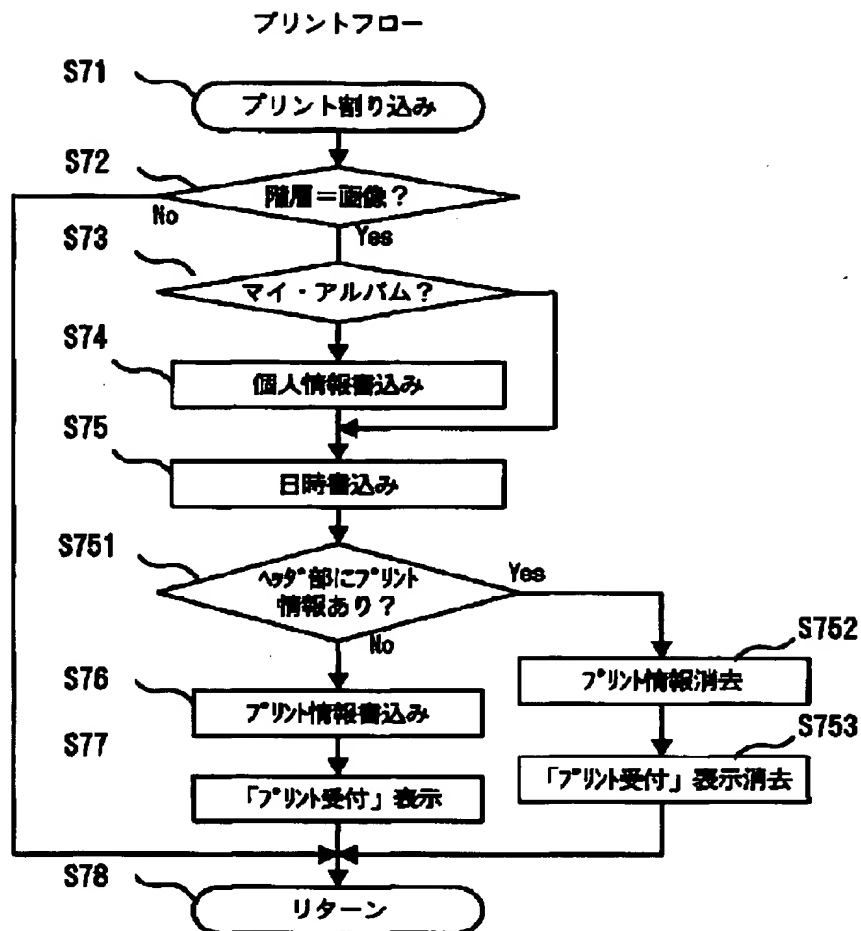 プリントフロー
S71
プリント割り込み
S72
階層=画像?
No
Yes
S73
マイ・アルバム?
S74
個人情報書込み
S75
日時書込み
S751
ヘッダ部にプリント
情報あり?
Yes
No
S752
プリント情報消去
S76
プリント情報書込み
S753
「プリント受付」表示消去
S77
「プリント受付」表示
S78
リターン